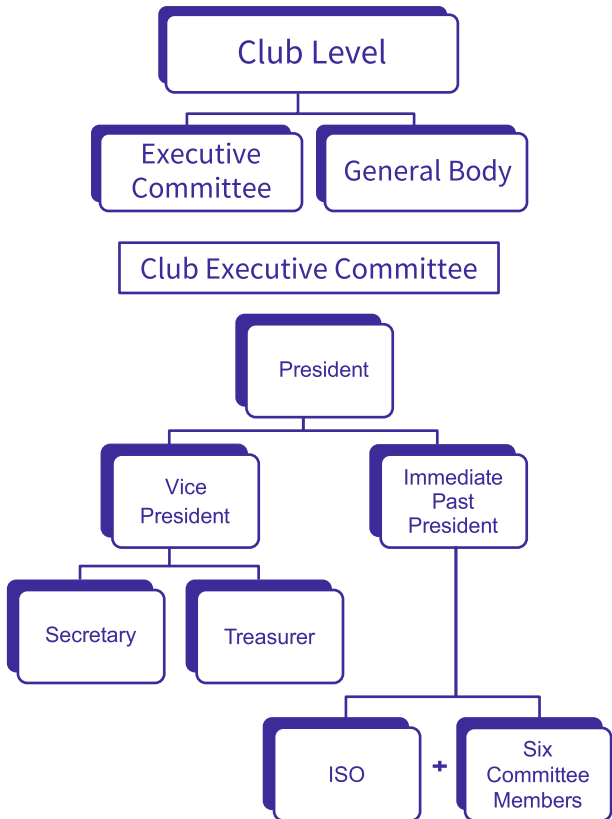 Club Level
Executive
Committee
General Body
Club Executive Committee
President
Vice
President
Immediate
Past
President
Secretary
Treasurer
ISO
+
Six
Committee
Members